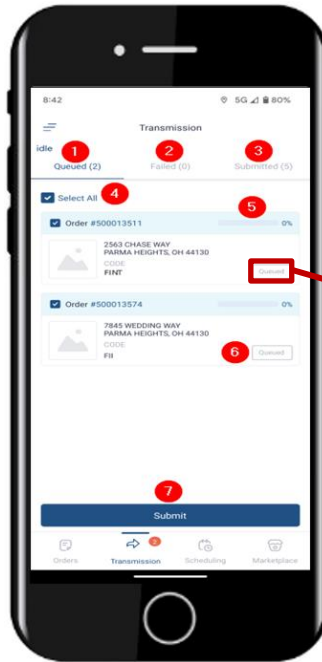 8:42 5G 80%
Transmission
idle
1 2 3
Queued (2) Failed (0) Submitted (5)
Select All 4
5
Order #500013511 0%
2563 CHASE WAY
PARMA HEIGHTS, OH 44130
CODE
FINT
Queued
Order #500013574 0%
7845 WEDDING WAY
PARMA HEIGHTS, OH 44130
CODE
FII
6 Queued
7
Submit
2
Orders Transmission Scheduling Marketplace